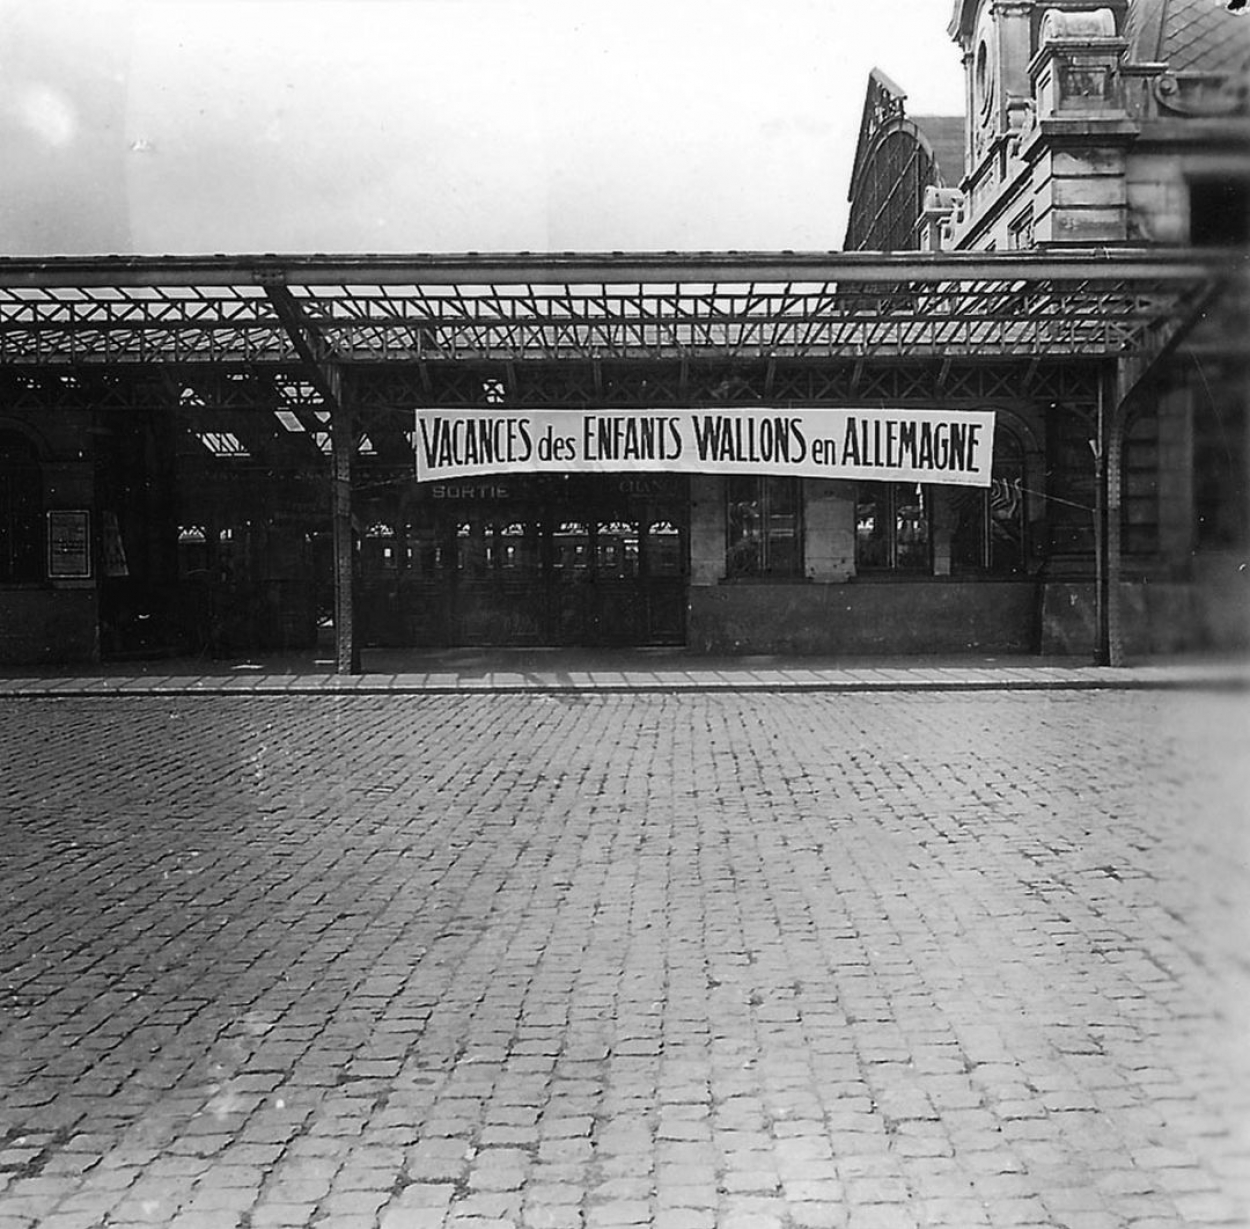 VACANCES des ENFANTS WALLONS en ALLEMAGNE
SORTIE